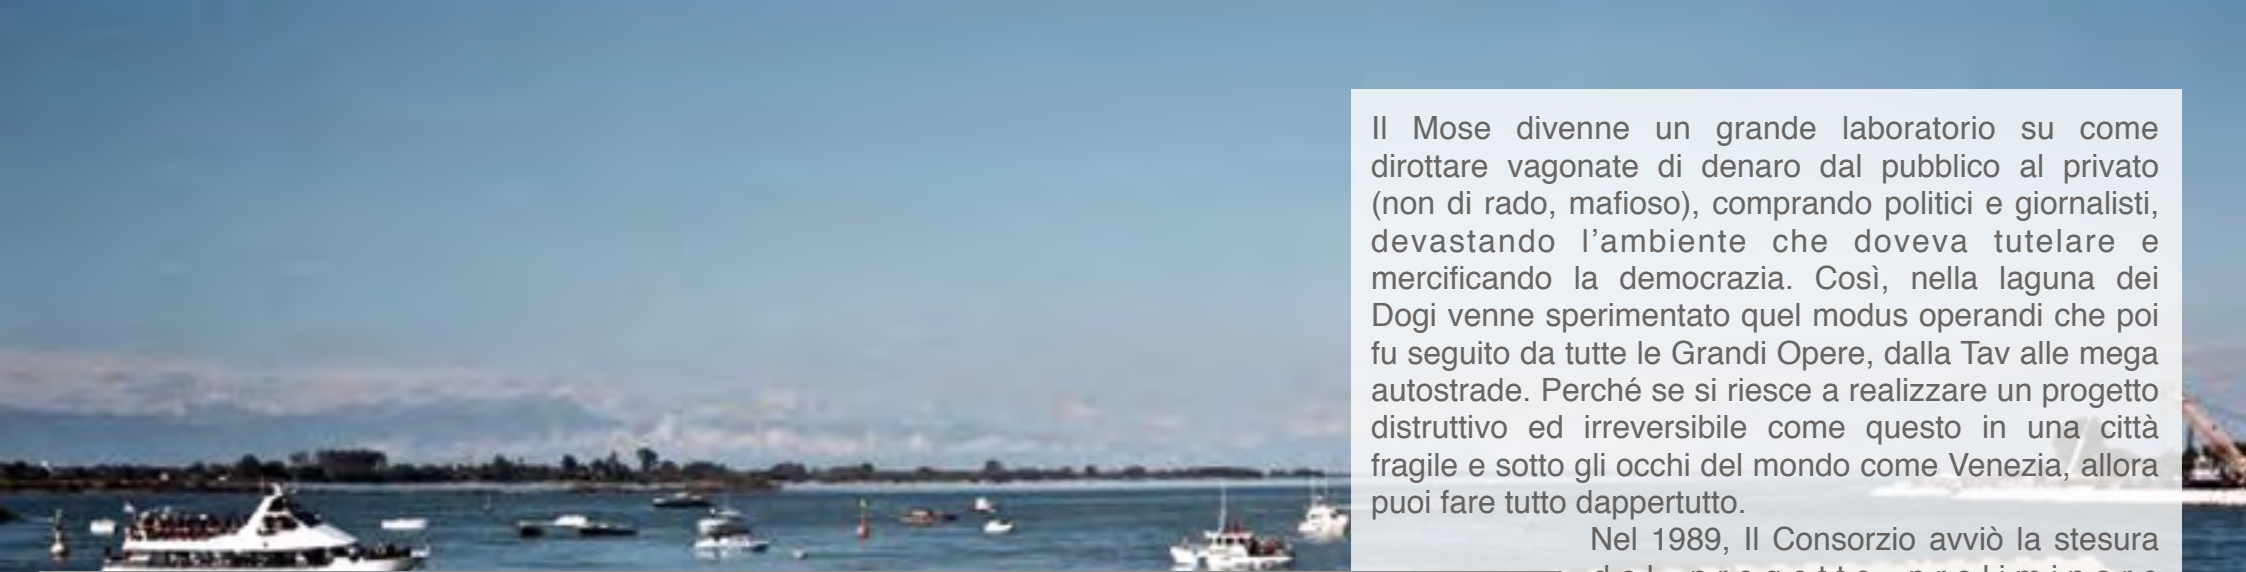 Il Mose divenne un grande laboratorio su come
dirottare vagonate di denaro dal pubblico al privato
(non di rado, mafioso), comprando politici e giornalisti,
devastando l’ambiente che doveva tutelare e
mercificando la democrazia. Così, nella laguna dei
Dogi venne sperimentato quel modus operandi che poi
fu seguito da tutte le Grandi Opere, dalla Tav alle mega
autostrade. Perché se si riesce a realizzare un progetto
distruttivo ed irreversibile come questo in una città
fragile e sotto gli occhi del mondo come Venezia, allora
puoi fare tutto dappertutto.
Nel 1989, Il Consorzio avviò la stesura
del progetto preliminare